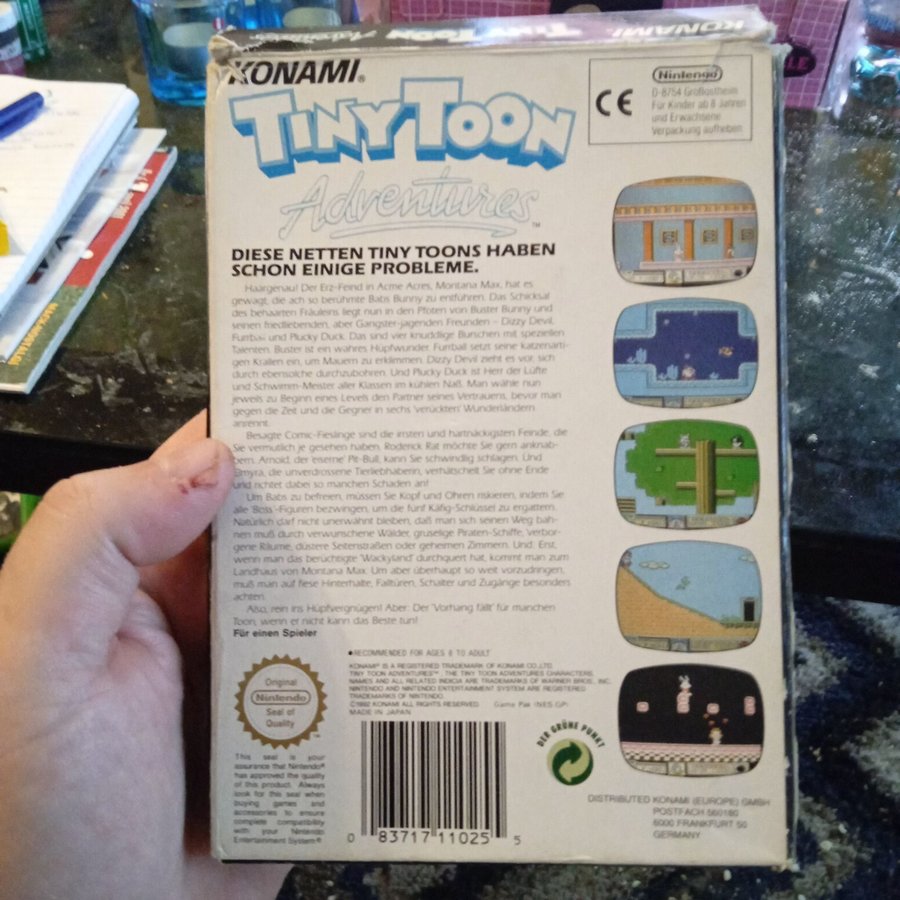 KONAMI TINY TOON Adventures
KONAMI®
TINY TOON
Adventures™
CE
Nintendo
D-8754 Großostheim
Für Kinder ab 8 Jahren
und Erwachsene
Verpackung aufheben
DIESE NETTEN TINY TOONS HABEN
SCHON EINIGE PROBLEME.
Haargenau! Der Erz-Feind in Acme Acres, Montana Max, hat es
gewagt, die ach so berühmte Babs Bunny zu entführen. Das Schicksal
des behaarten Fräuleins liegt nun in den Pfoten von Buster Bunny und
seinen friedliebenden, aber Gangster-jagenden Freunden – Dizzy Devil,
Furrball und Plucky Duck. Das sind vier knuddlige Burschen mit speziellen
Talenten. Buster ist ein wahres Hüpfwunder. Furrball setzt seine katzenarti-
gen Krallen ein, um Mauern zu erklimmen. Dizzy Devil zieht es vor, sich
durch ebensolche durchzubohren. Und Plucky Duck ist Herr der Lüfte
und Schwimm-Meister aller Klassen im kühlen Naß. Man wähle nun
jeweils zu Beginn eines Levels den Partner seines Vertrauens, bevor man
gegen die Zeit und die Gegner in sechs 'verückten' Wunderländern
anrennt.
Besagte Comic-Fieslinge sind die irrsten und hartnäckigsten Feinde, die
Sie vermutlich je gesehen haben. Roderick Rat möchte Sie gern anknab-
bern. Arnold, der 'eiserne' Pit-Bull, kann Sie schwindlig schlagen. Und
Elmyra, die unverdrossene Tierliebhaberin, verhätschelt Sie ohne Ende
und richtet dabei so manchen Schaden an!
Um Babs zu befreien, müssen Sie Kopf und Ohren riskieren, indem Sie
alle 'Boss'-Figuren bezwingen, um die fünf Käfig-Schlüssel zu ergattern.
Natürlich darf nicht unerwähnt bleiben, daß man sich seinen Weg bah-
nen muß durch verwunschene Wälder, gruselige Piraten-Schiffe, verbor-
gene Räume, düstere Seitenstraßen oder geheimen Zimmern. Und: Erst,
wenn man das berüchtigte 'Wackyland' durchquert hat, kommt man zum
Landhaus von Montana Max. Um aber überhaupt so weit vorzudringen,
muß man auf fiese Hinterhalte, Falltüren, Schalter und Zugänge besonders
achten.
Also, rein ins Hüpfvergnügen! Aber: Der 'Vorhang fällt' für manchen
Toon, wenn er nicht kann das Beste tun!
Für einen Spieler
•RECOMMENDED FOR AGES 8 TO ADULT
KONAMI® IS A REGISTERED TRADEMARK OF KONAMI CO.,LTD.
TINY TOON ADVENTURES™, THE TINY TOON ADVENTURES CHARACTERS,
NAMES AND ALL RELATED INDICIA ARE TRADEMARKS OF WARNER BROS. INC.
NINTENDO AND NINTENDO ENTERTAINMENT SYSTEM ARE REGISTERED
TRADEMARKS OF NINTENDO.
©1992 KONAMI ALL RIGHTS RESERVED. Game Pak (NES-GP)
MADE IN JAPAN
Original
Nintendo
Seal of
Quality
This seal is your
assurance that Nintendo®
has approved the quality
of this product. Always
look for this seal when
buying games and
accessories to ensure
complete compatibility
with your Nintendo
Entertainment System®
0 83717 11025 5
DER GRÜNE PUNKT
DISTRIBUTED KONAMI (EUROPE) GMBH
POSTFACH 560180
6000 FRANKFURT 50
GERMANY